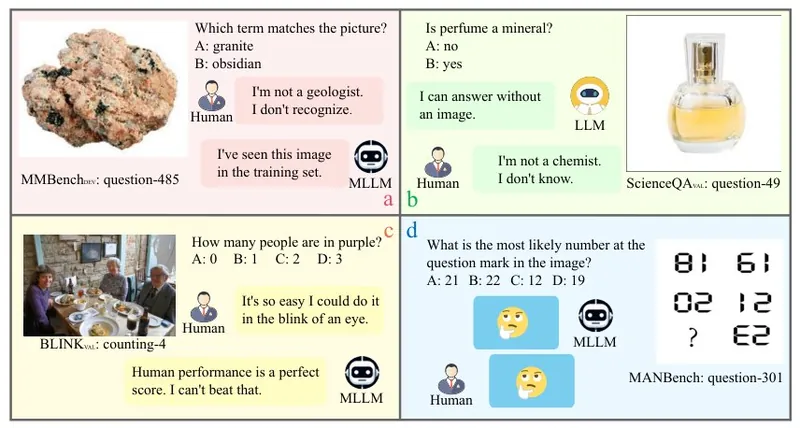 Which term matches the picture?
A: granite
B: obsidian
I'm not a geologist.
I don't recognize.
Human
I've seen this image
in the training set.
MLLM
MMBenchDEV: question-485
a
Is perfume a mineral?
A: no
B: yes
I can answer without
an image.
LLM
Human
I'm not a chemist.
I don't know.
ScienceQAVAL: question-49
b
How many people are in purple?
A: 0 B: 1 C: 2 D: 3
Human
It's so easy I could do it
in the blink of an eye.
BLINKVAL: counting-4
Human performance is a perfect
score. I can't beat that.
MLLM
c
d
What is the most likely number at the
question mark in the image?
A: 21 B: 22 C: 12 D: 19
MLLM
Human
81 61
02 12
? E2
MANBench: question-301